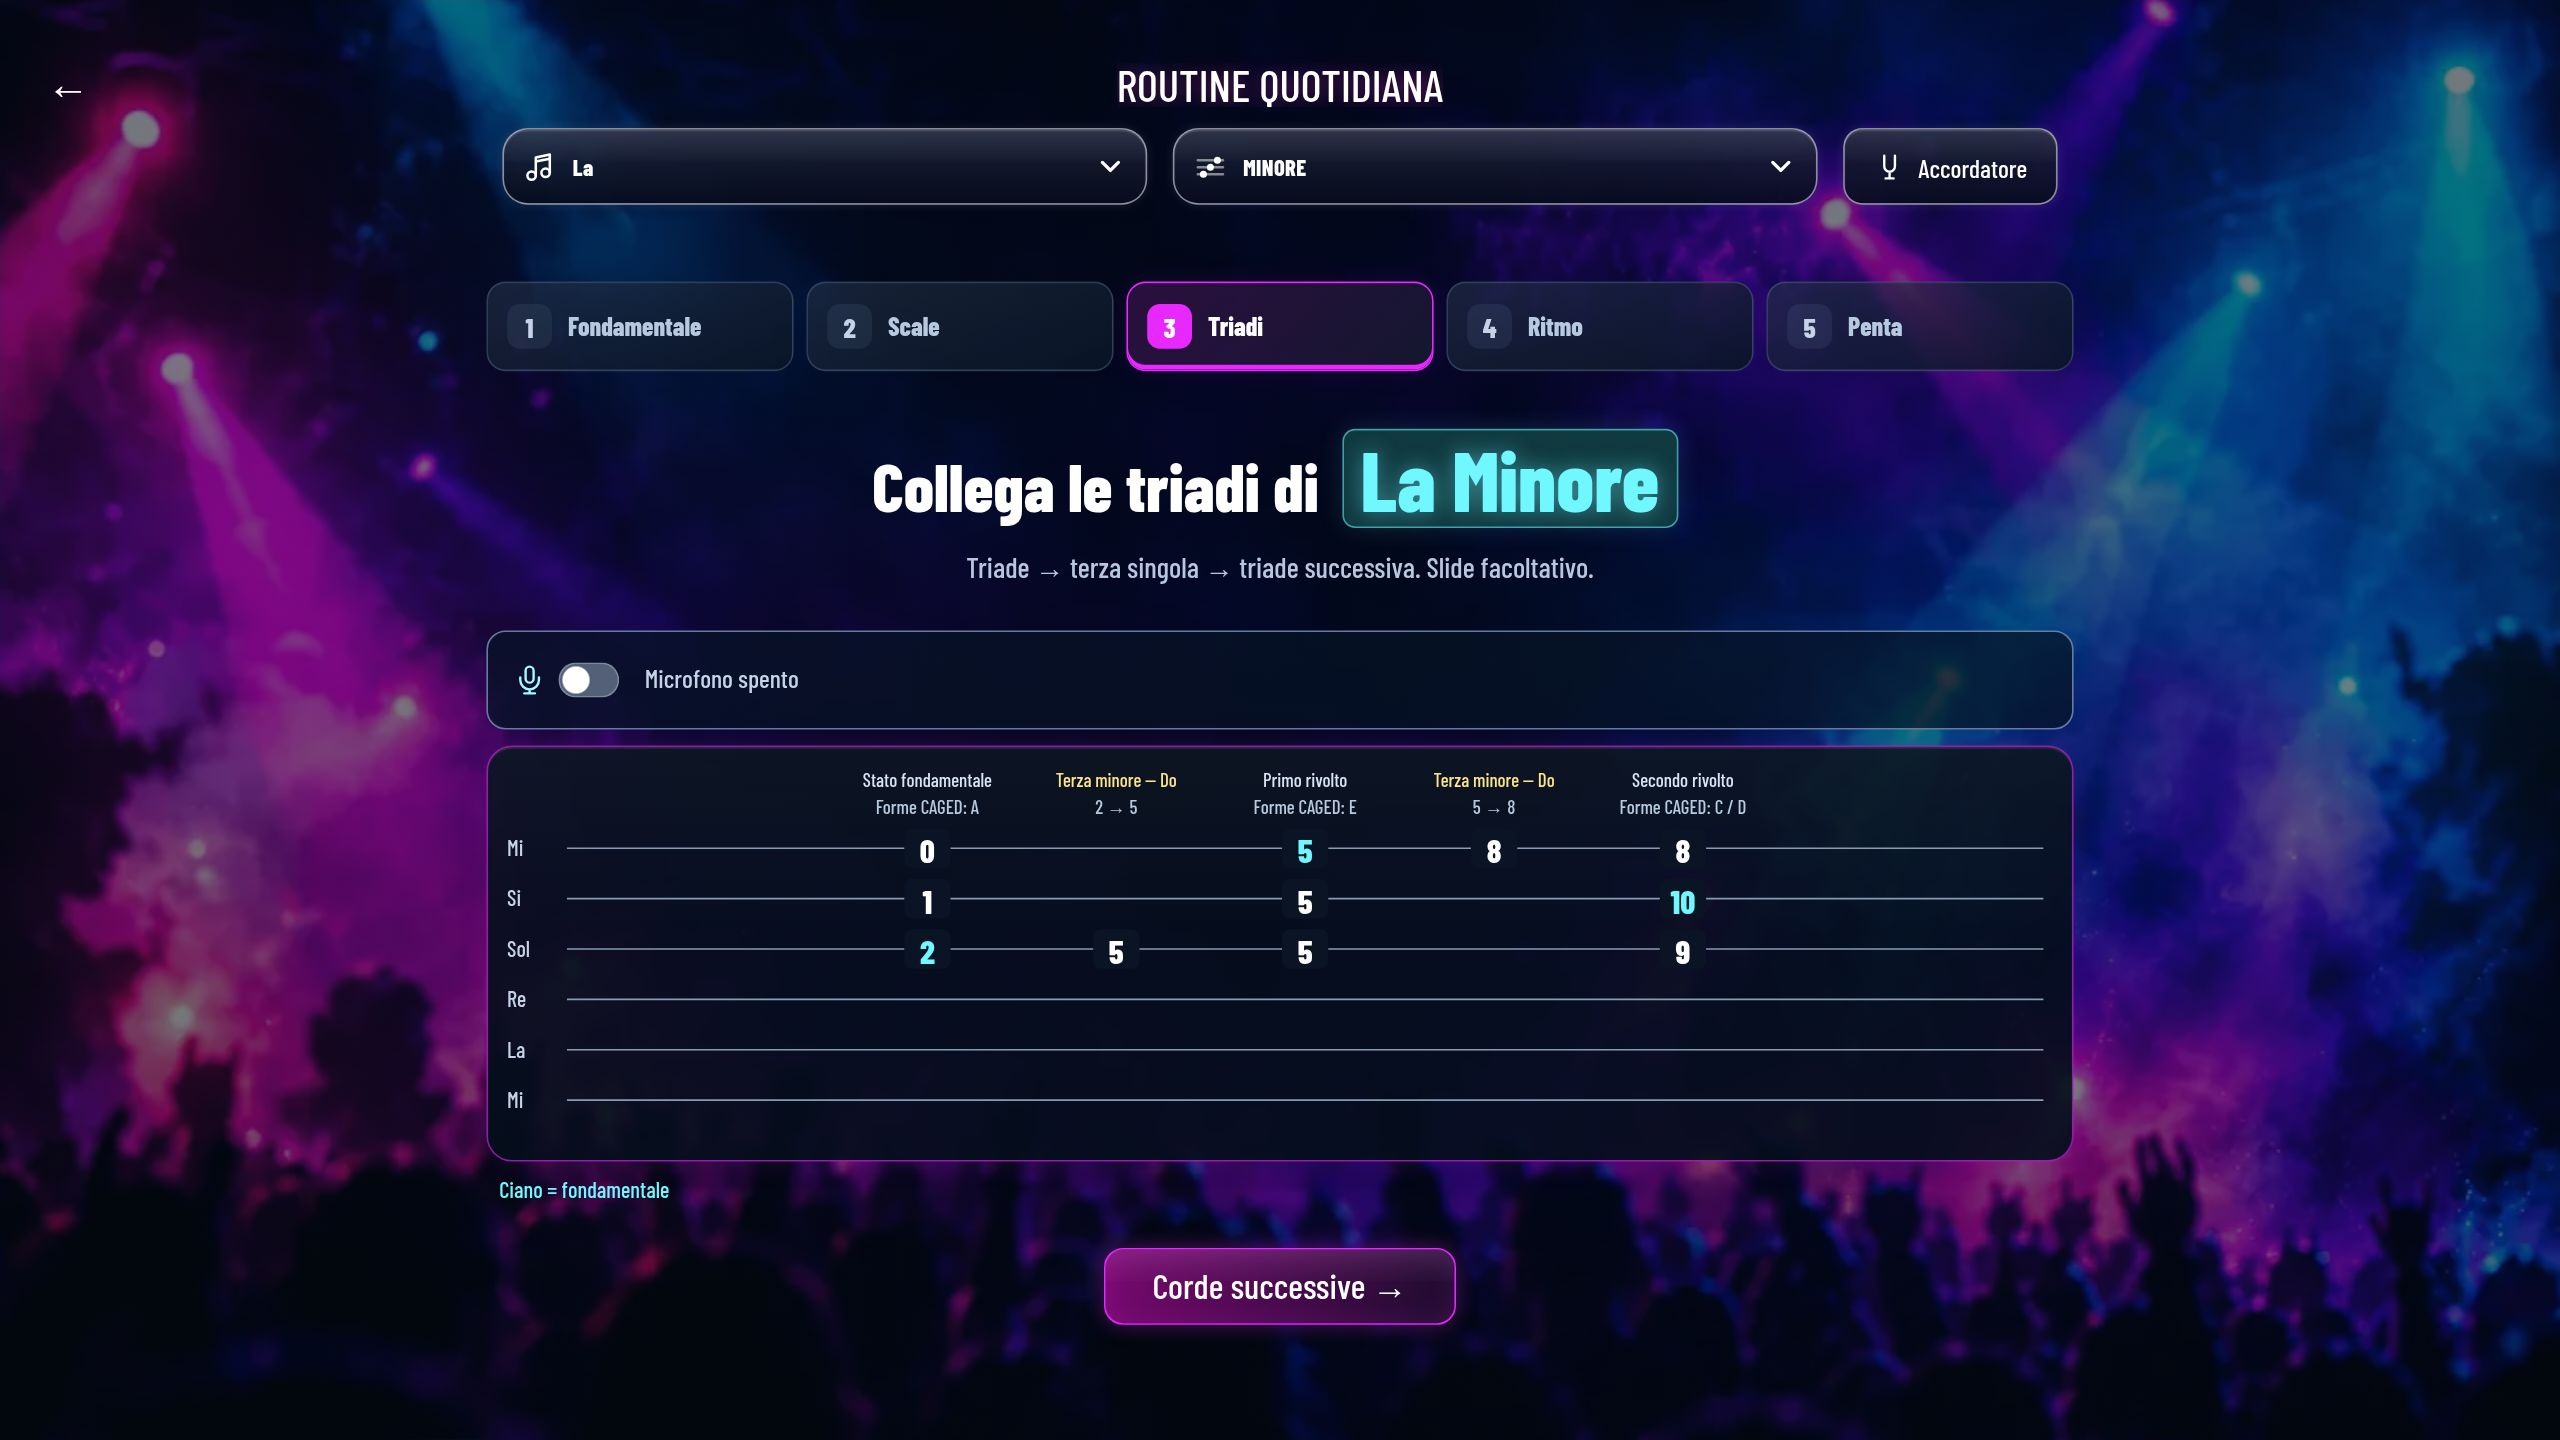 ←
ROUTINE QUOTIDIANA
La
MINORE
Accordatore
1 Fondamentale
2 Scale
3 Triadi
4 Ritmo
5 Penta
Collega le triadi di La Minore
Triade → terza singola → triade successiva. Slide facoltativo.
Microfono spento
Stato fondamentale Terza minore – Do Primo rivolto Terza minore – Do Secondo rivolto
Forme CAGED: A 2 → 5 Forme CAGED: E 5 → 8 Forme CAGED: C / D
Mi 0 5 8 8
Si 1 5 10
Sol 2 5 5 9
Re
La
Mi
Ciano = fondamentale
Corde successive →